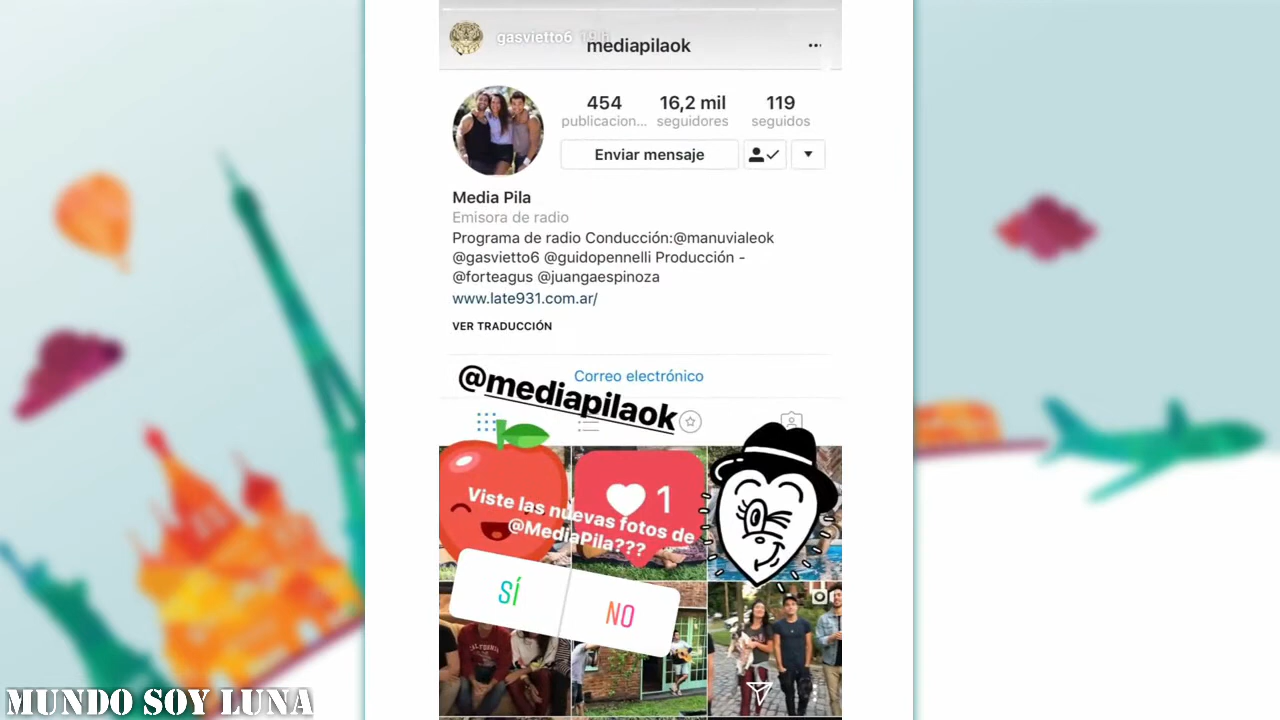 gasvietto6 19 h
mediapilaok
454
16,2 mil
119
publicacion...
seguidores
seguidos
Enviar mensaje
Media Pila
Emisora de radio
Programa de radio Conducción:@manuvialeok
@gasvietto6 @guidopennelli Producción -
@forteagus @juangaespinoza
www.late931.com.ar/
VER TRADUCCIÓN
Correo electrónico
@mediapilaok
1
Viste las nuevas fotos de
@MediaPila???
SÍ
NO
MUNDO SOY LUNA